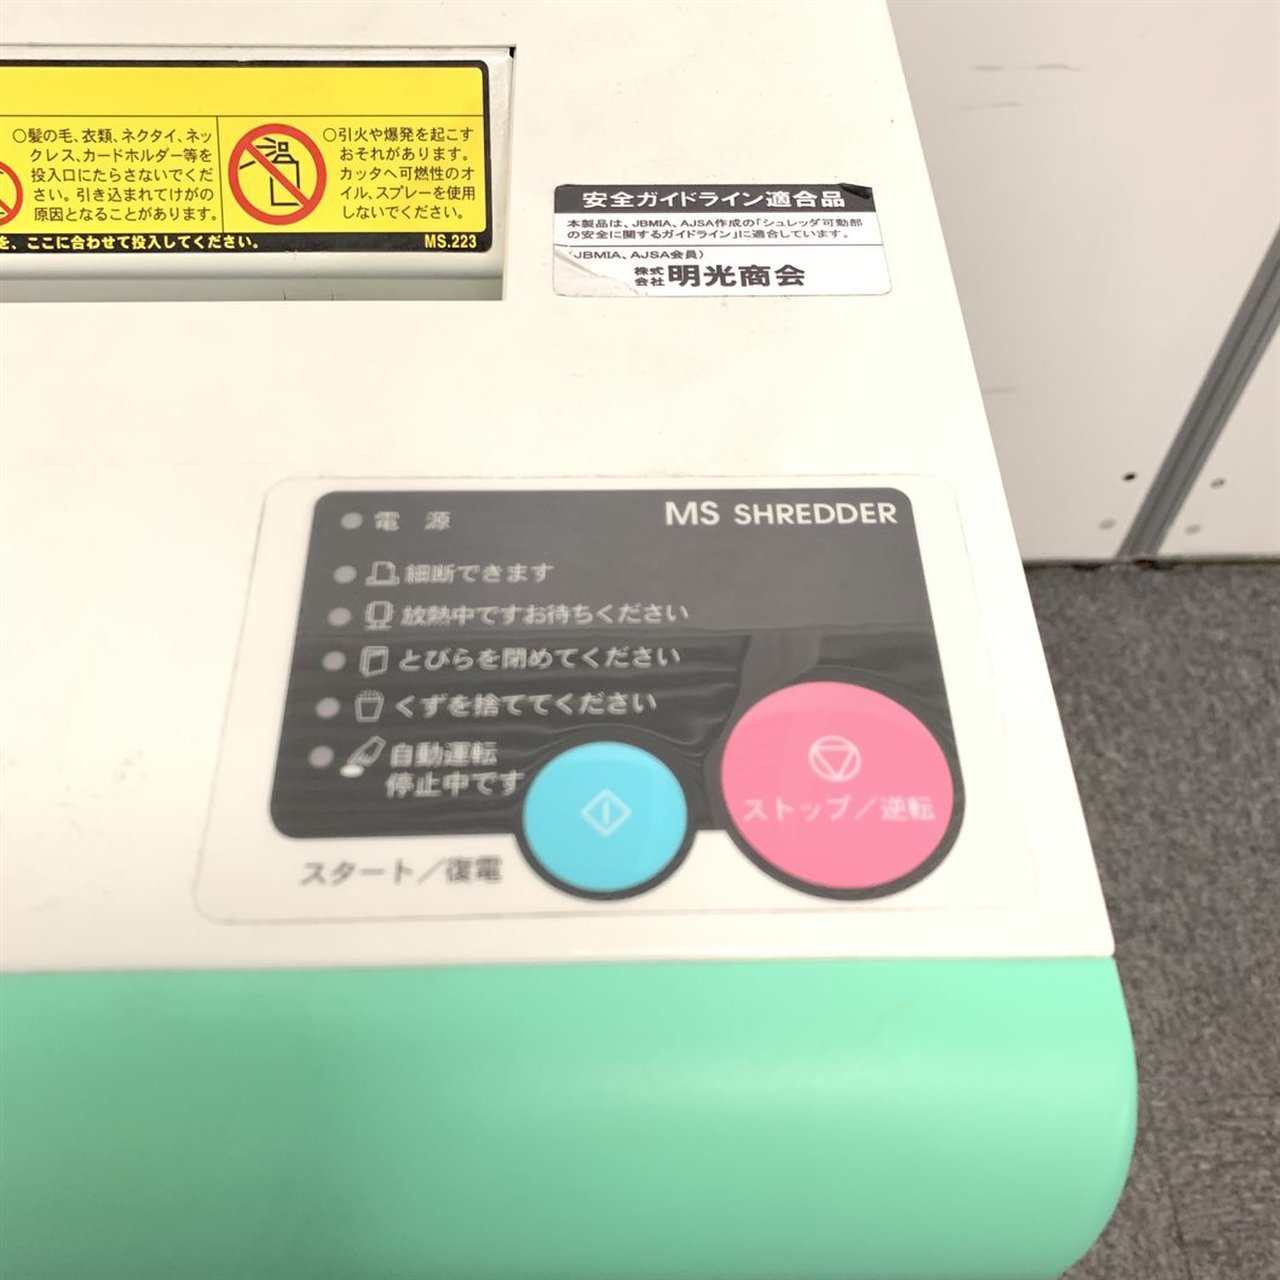 ○髪の毛、衣類、ネクタイ、ネッ
クレス、カードホルダー等を
投入口にたらさないでくだ
さい。引き込まれてけがの
原因となることがあります。
○引火や爆発を起こす
おそれがあります。
カッタへ可燃性のオ
イル、スプレーを使用
しないでください。
を、ここに合わせて投入してください。
MS.223
安全ガイドライン適合品
本製品は、JBMIA、AJSA作成の「シュレッダ可動部
の安全に関するガイドライン」に適合しています。
(JBMIA、AJSA会員)
株式会社 明光商会
MS SHREDDER
電 源
細断できます
放熱中ですお待ちください
とびらを閉めてください
くずを捨ててください
自動運転
停止中です
スタート/復電
ストップ/逆転